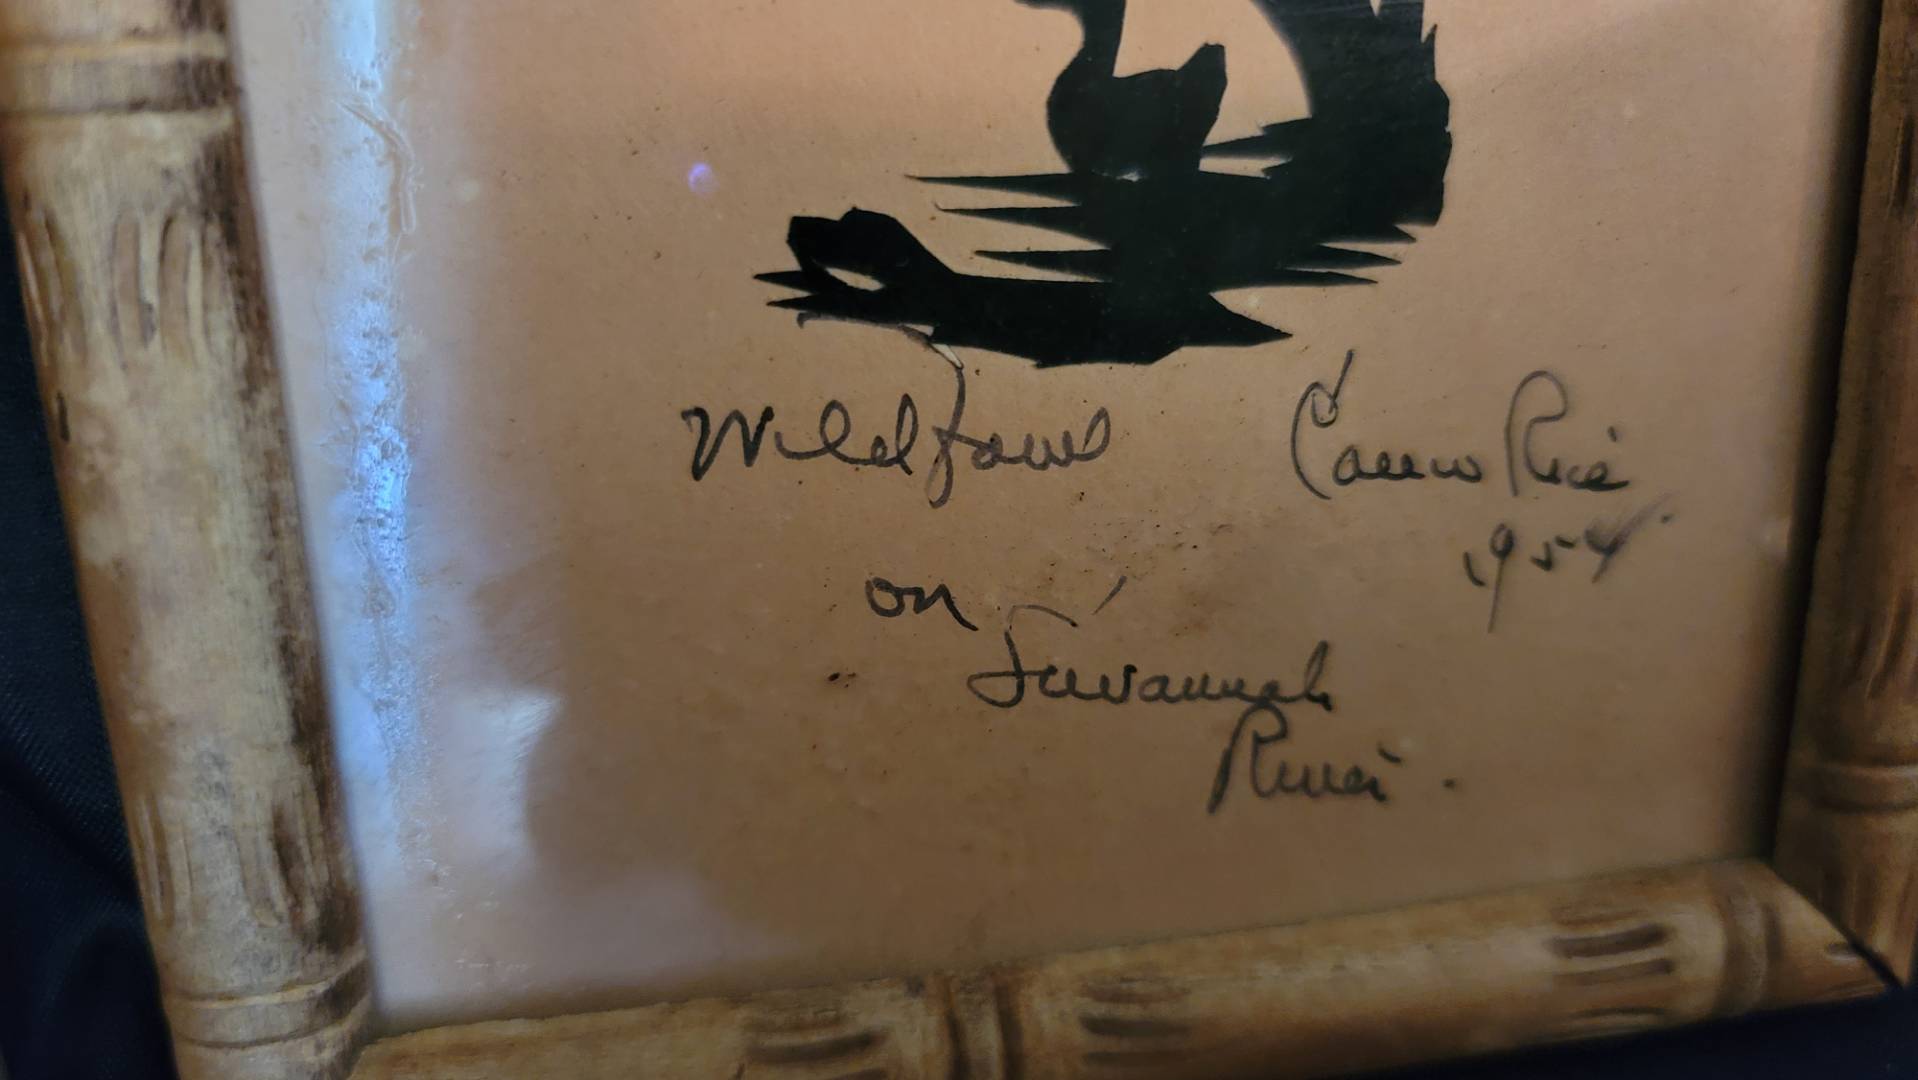 Wildfowl
on
Savannah
River.
Carew Rice
1954.